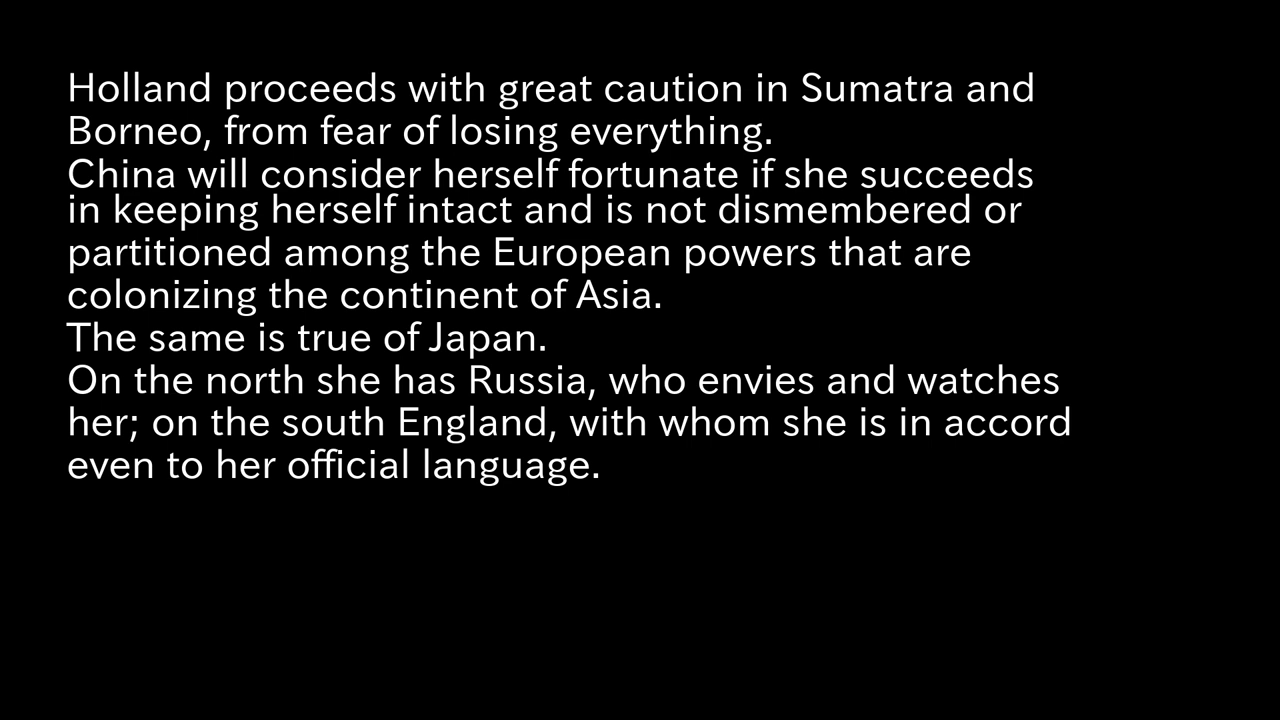 Holland proceeds with great caution in Sumatra and
Borneo, from fear of losing everything.
China will consider herself fortunate if she succeeds
in keeping herself intact and is not dismembered or
partitioned among the European powers that are
colonizing the continent of Asia.
The same is true of Japan.
On the north she has Russia, who envies and watches
her; on the south England, with whom she is in accord
even to her official language.